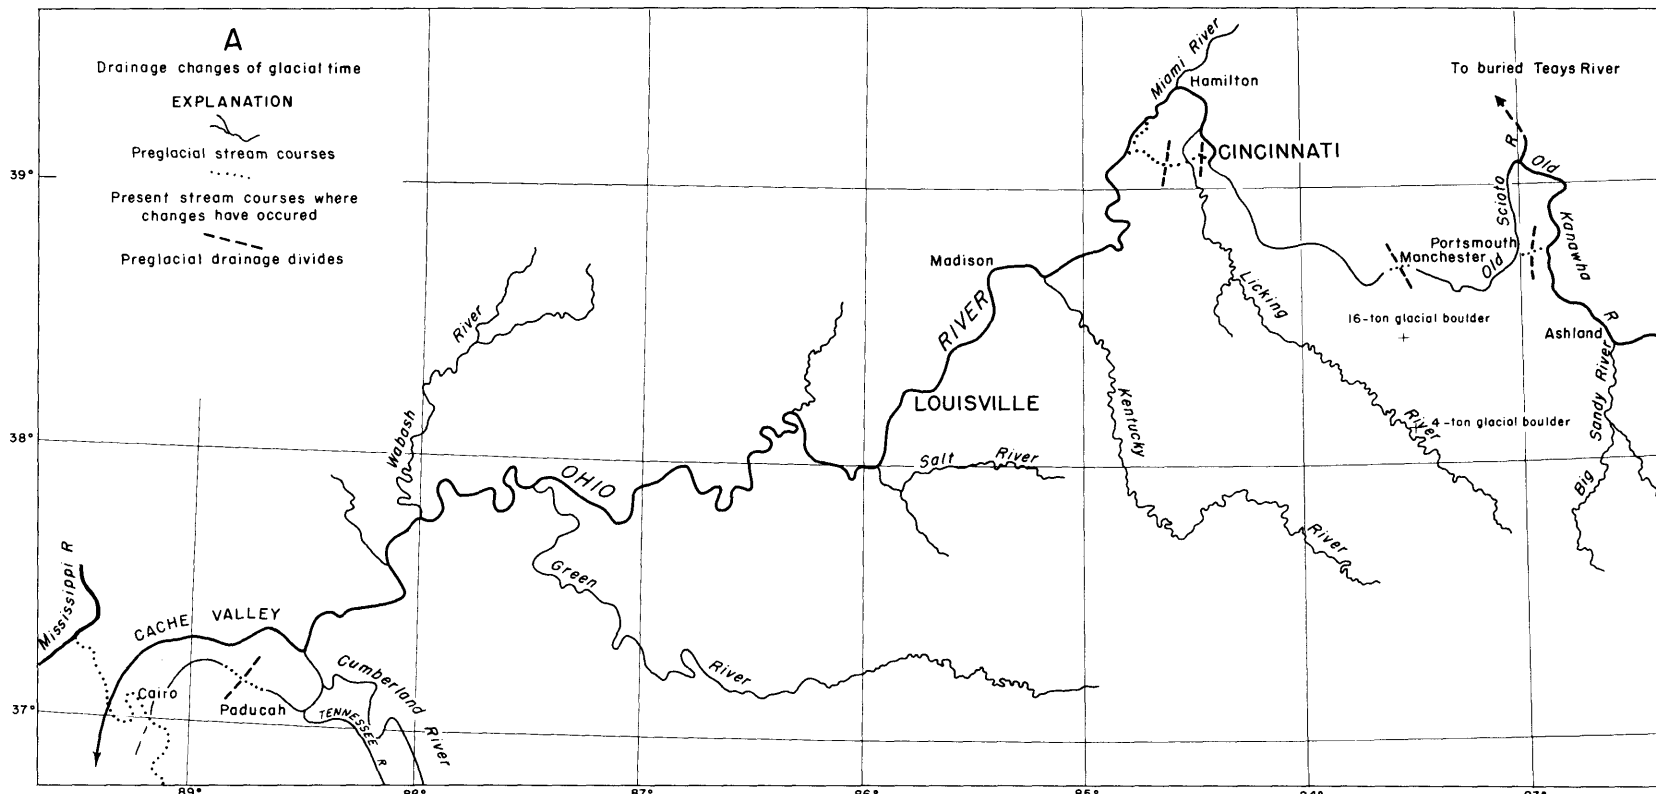 A
Drainage changes of glacial time
EXPLANATION
Preglacial stream courses
Present stream courses where
changes have occured
Preglacial drainage divides
To buried Teays River
Miami River
Hamilton
CINCINNATI
39°
Old Scioto R
Old Kanawha R
Portsmouth
Manchester
Madison
Licking River
16-ton glacial boulder
Ashland
River
Wabash
OHIO RIVER
LOUISVILLE
Kentucky River
4-ton glacial boulder
Big Sandy River
38°
Salt River
Green River
Mississippi R
CACHE VALLEY
Cumberland River
Cairo
Paducah
TENNESSEE R
37°
89°
88°
87°
86°
85°